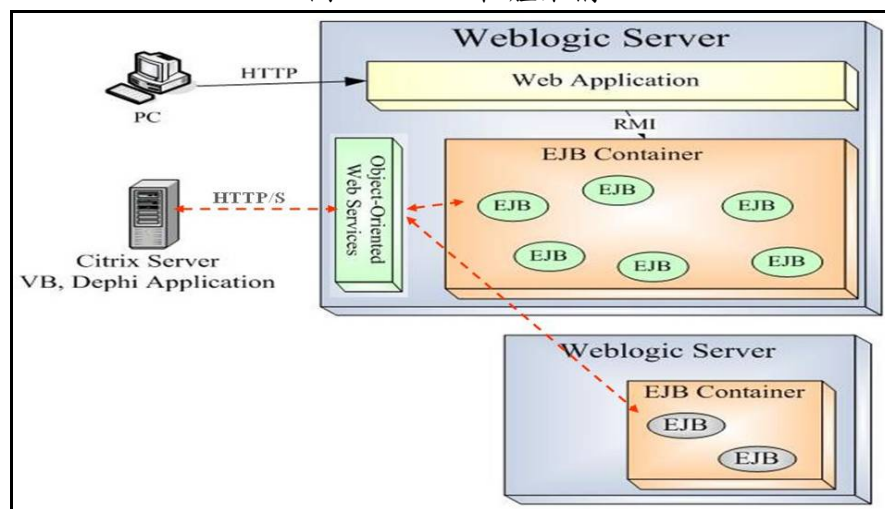 Weblogic Server
HTTP
Web Application
PC
RMI
EJB Container
Object-Oriented
Web Services
HTTP/S
EJB
EJB
EJB
EJB
EJB
EJB
Citrix Server
VB, Dephi Application
Weblogic Server
EJB Container
EJB
EJB